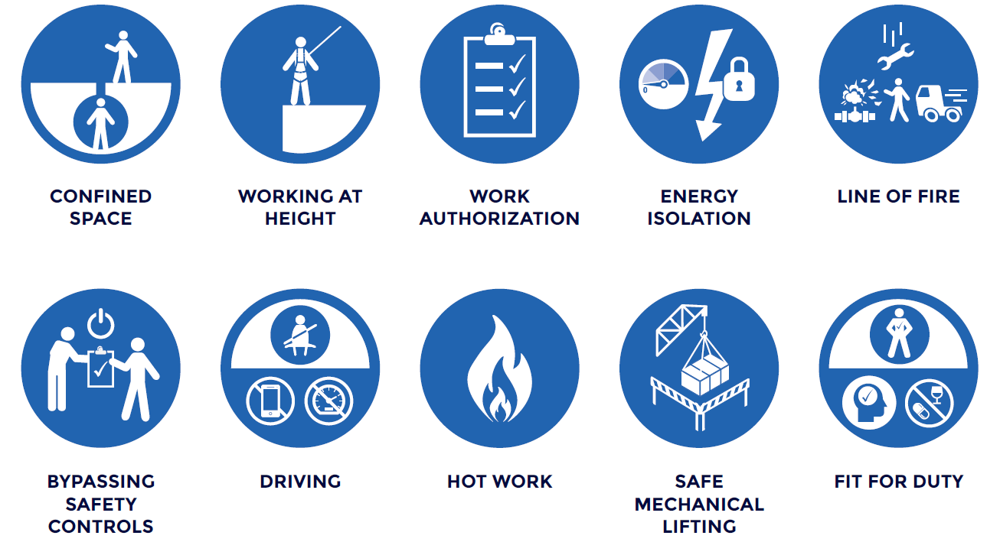 0
CONFINED
SPACE
WORKING AT
HEIGHT
WORK
AUTHORIZATION
ENERGY
ISOLATION
LINE OF FIRE
BYPASSING
SAFETY
CONTROLS
DRIVING
HOT WORK
SAFE
MECHANICAL
LIFTING
FIT FOR DUTY